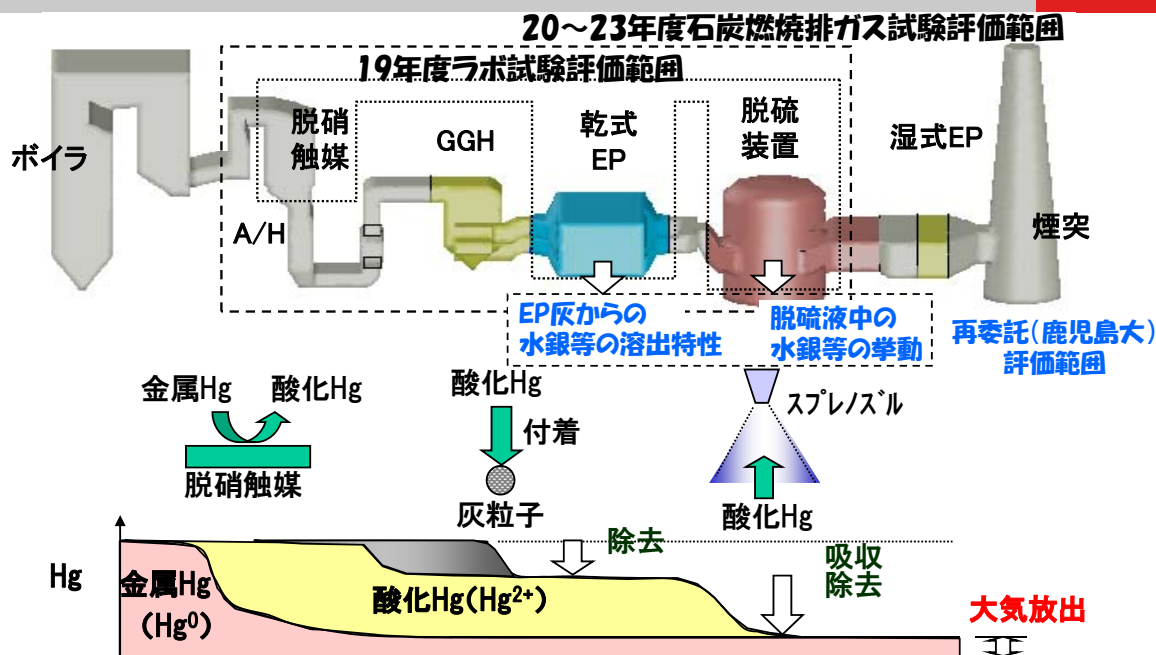 20～23年度石炭燃焼排ガス試験評価範囲
19年度ラボ試験評価範囲
ボイラ
脱硝
触媒
GGH
乾式
EP
脱硫
装置
湿式EP
煙突
A/H
EP灰からの
水銀等の溶出特性
脱硫液中の
水銀等の挙動
再委託(鹿児島大)
評価範囲
金属Hg
酸化Hg
脱硝触媒
酸化Hg
付着
灰粒子
スプレノズル
酸化Hg
Hg
金属Hg
(Hg⁰)
酸化Hg(Hg²⁺)
除去
吸収
除去
大気放出